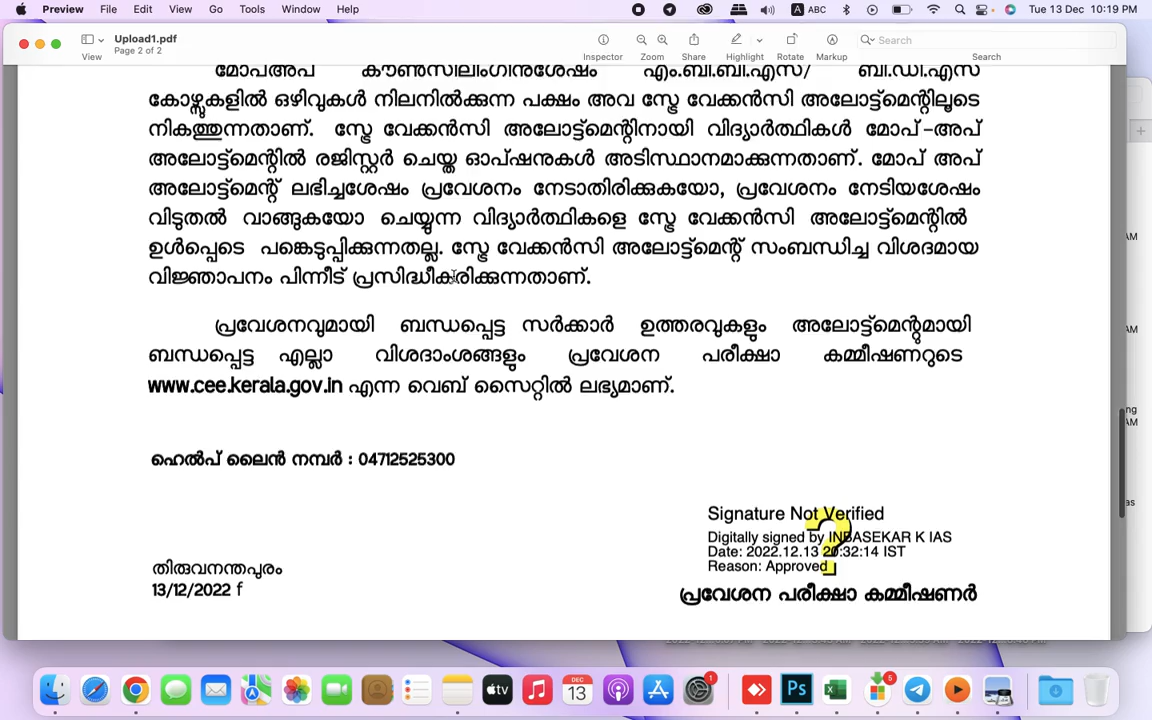 Preview File Edit View Go Tools Window Help
ABC
Tue 13 Dec 10:19 PM
Upload1.pdf
Page 2 of 2
View Inspector Zoom Share Highlight Rotate Markup Search
Search
മോപ്അപ് കൗൺസിലിംഗിനുശേഷം എം.ബി.ബി.എസ്/ ബി.ഡി.എസ്
കോഴ്സുകളിൽ ഒഴിവുകൾ നിലനിൽക്കുന്ന പക്ഷം അവ സ്ട്രേ വേക്കൻസി അലോട്ട്മെന്റിലൂടെ
നികത്തുന്നതാണ്. സ്ട്രേ വേക്കൻസി അലോട്ട്മെന്റിനായി വിദ്യാർത്ഥികൾ മോപ്-അപ്
അലോട്ട്മെന്റിൽ രജിസ്റ്റർ ചെയ്ത ഓപ്ഷനുകൾ അടിസ്ഥാനമാക്കുന്നതാണ്. മോപ് അപ്
അലോട്ട്മെന്റ് ലഭിച്ചശേഷം പ്രവേശനം നേടാതിരിക്കുകയോ, പ്രവേശനം നേടിയശേഷം
വിടുതൽ വാങ്ങുകയോ ചെയ്യുന്ന വിദ്യാർത്ഥികളെ സ്ട്രേ വേക്കൻസി അലോട്ട്മെന്റിൽ
ഉൾപ്പെടെ പങ്കെടുപ്പിക്കുന്നതല്ല. സ്ട്രേ വേക്കൻസി അലോട്ട്മെന്റ് സംബന്ധിച്ച വിശദമായ
വിജ്ഞാപനം പിന്നീട് പ്രസിദ്ധീകരിക്കുന്നതാണ്.
പ്രവേശനവുമായി ബന്ധപ്പെട്ട സർക്കാർ ഉത്തരവുകളും അലോട്ട്മെന്റുമായി
ബന്ധപ്പെട്ട എല്ലാ വിശദാംശങ്ങളും പ്രവേശന പരീക്ഷാ കമ്മീഷണറുടെ
www.cee.kerala.gov.in എന്ന വെബ് സൈറ്റിൽ ലഭ്യമാണ്.
ഹെൽപ് ലൈൻ നമ്പർ : 04712525300
Signature Not Verified
Digitally signed by INBASEKAR K IAS
Date: 2022.12.13 20:32:14 IST
Reason: Approved
തിരുവനന്തപുരം
13/12/2022 f
പ്രവേശന പരീക്ഷാ കമ്മീഷണർ